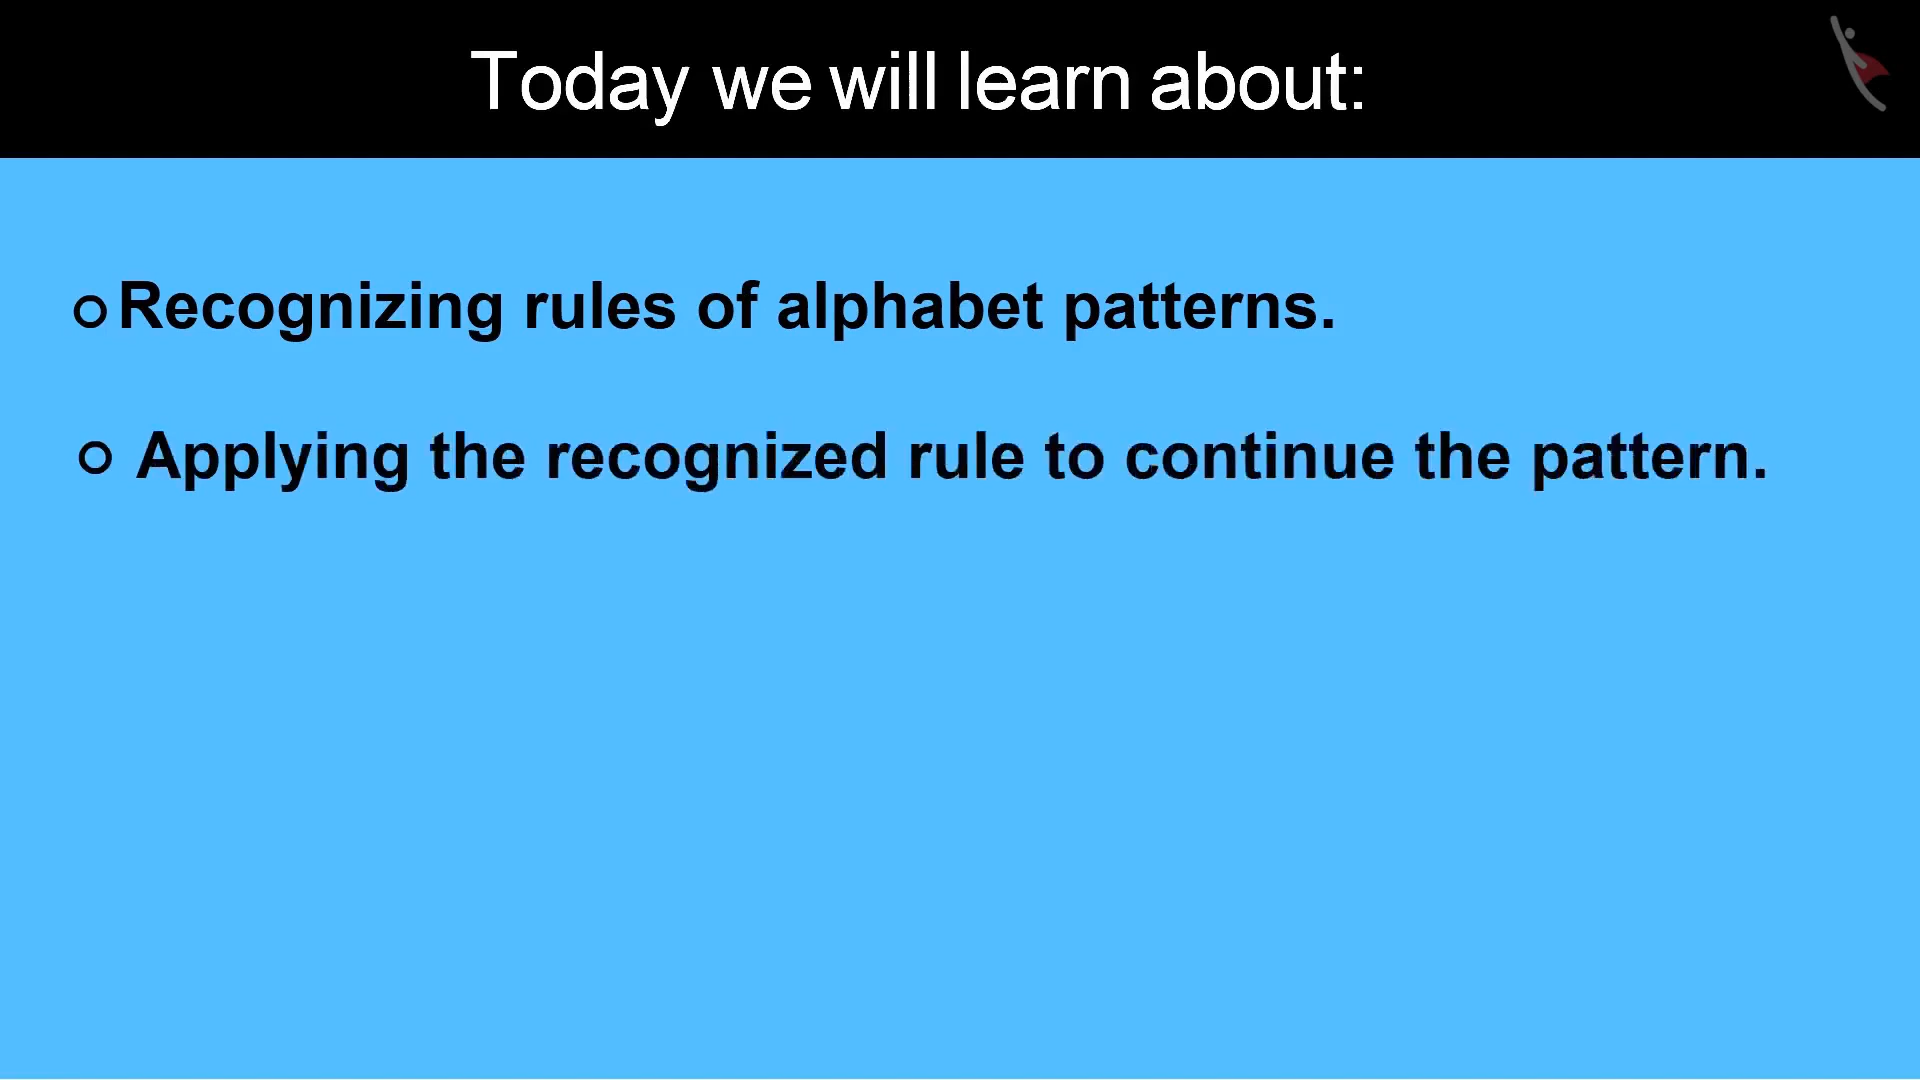 Today we will learn about:
Recognizing rules of alphabet patterns.
Applying the recognized rule to continue the pattern.